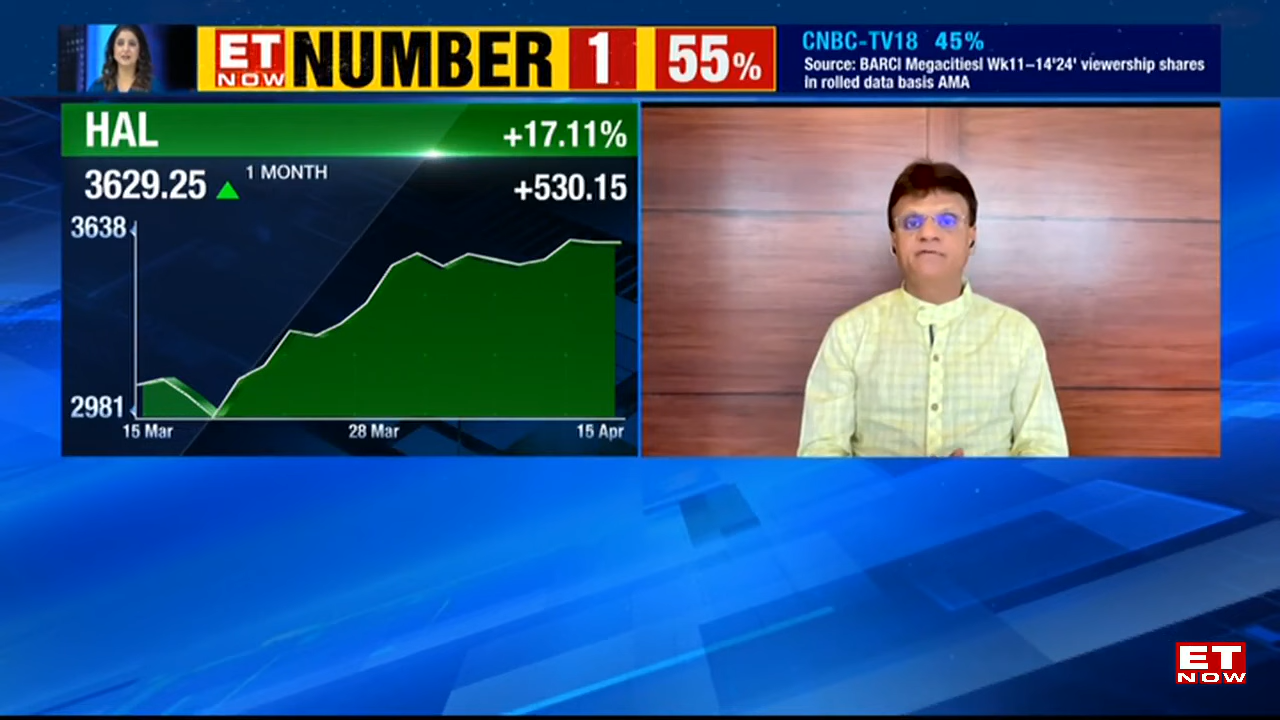 ET NOW NUMBER 1 55%
CNBC-TV18 45%
Source: BARCI Megacitiesl Wk11-14'24' viewership shares
in rolled data basis AMA
HAL +17.11%
3629.25 1 MONTH +530.15
3638
2981
15 Mar 28 Mar 15 Apr
ET
NOW